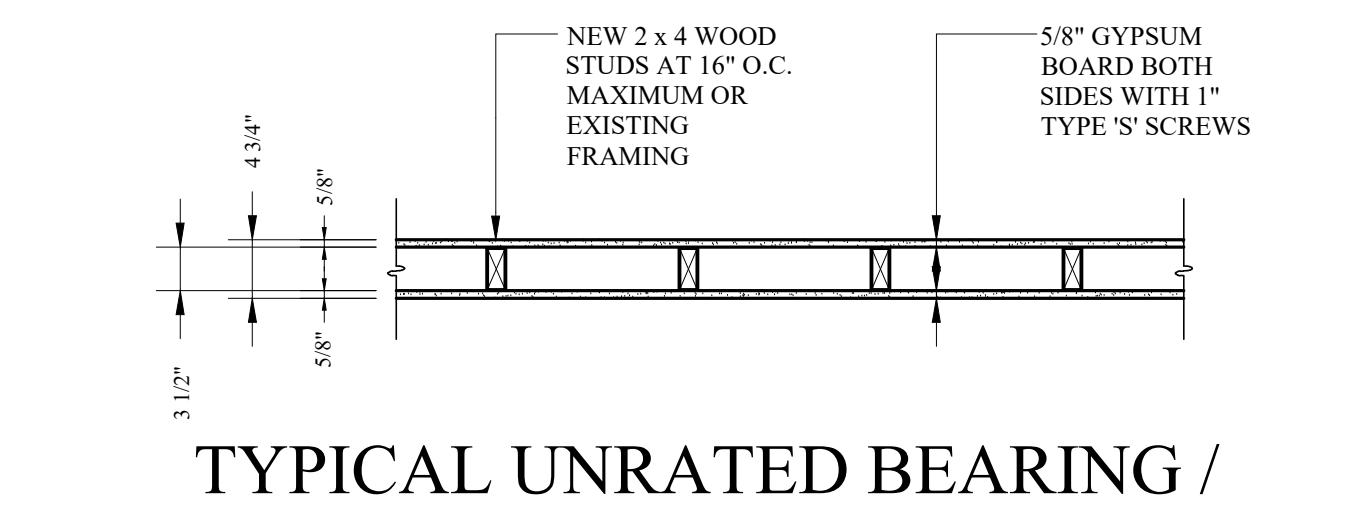 NEW 2 x 4 WOOD
STUDS AT 16" O.C.
MAXIMUM OR
EXISTING
FRAMING
5/8" GYPSUM
BOARD BOTH
SIDES WITH 1"
TYPE 'S' SCREWS
4 3/4"
5/8"
5/8"
3 1/2"
TYPICAL UNRATED BEARING /